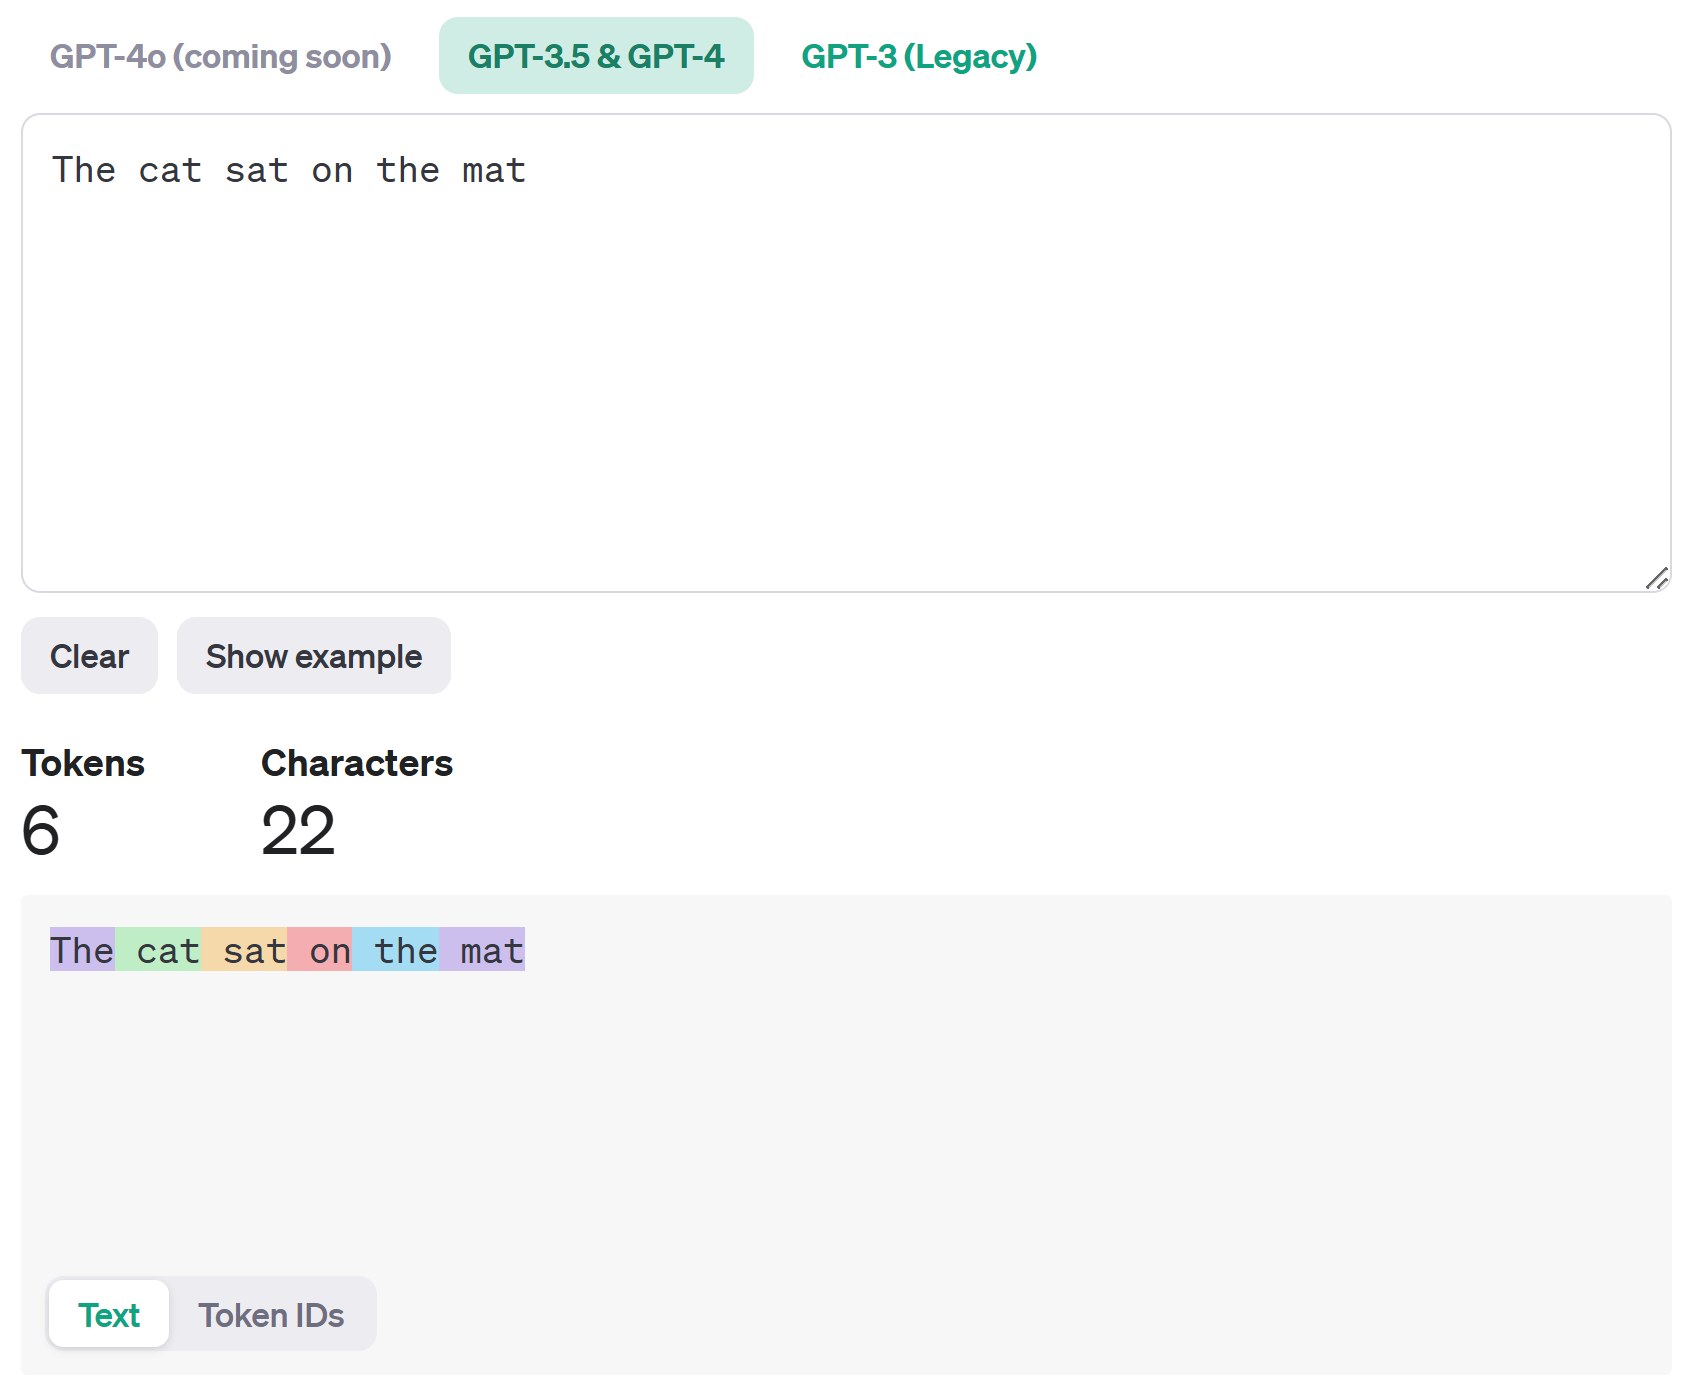 GPT-4o (coming soon) GPT-3.5 & GPT-4 GPT-3 (Legacy)
The cat sat on the mat
Clear Show example
Tokens Characters
6 22
The cat sat on the mat
Text Token IDs